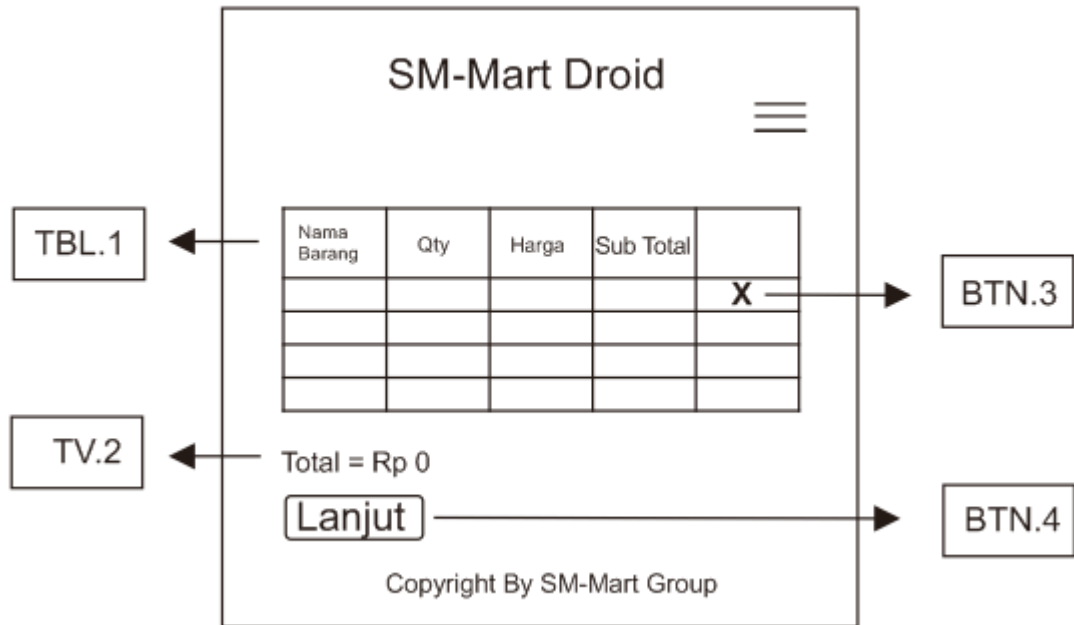 SM-Mart Droid
TBL.1
Nama
Barang
Qty
Harga
Sub Total
X
BTN.3
TV.2
Total = Rp 0
Lanjut
BTN.4
Copyright By SM-Mart Group